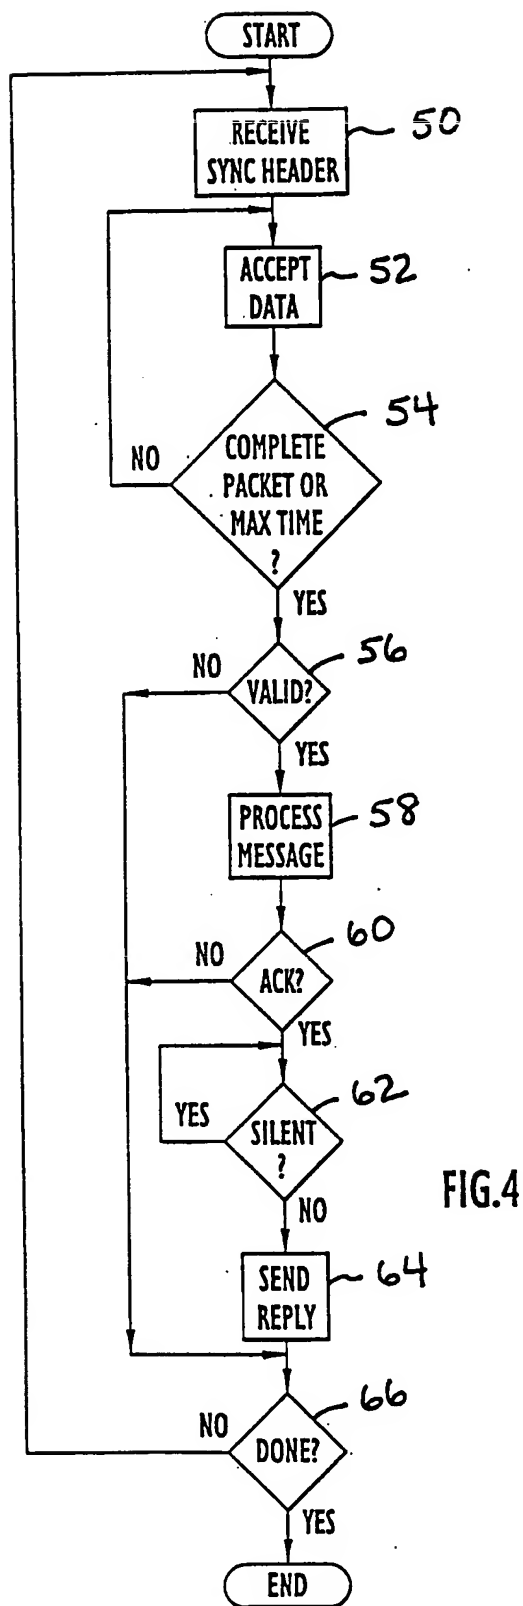 START
RECEIVE
SYNC HEADER
50
ACCEPT
DATA
52
54
COMPLETE
PACKET OR
MAX TIME
?
NO
YES
56
NO
VALID?
YES
PROCESS
MESSAGE
58
60
NO
ACK?
YES
62
YES
SILENT
?
NO
FIG.4
SEND
REPLY
64
66
NO
DONE?
YES
END